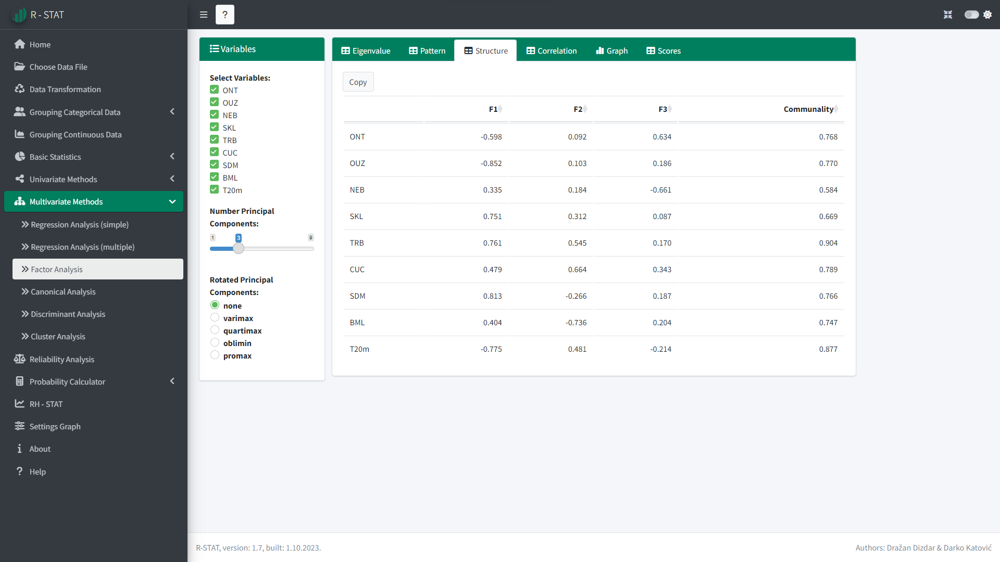 R - STAT
?
Home
Choose Data File
Data Transformation
Grouping Categorical Data
Grouping Continuous Data
Basic Statistics
Univariate Methods
Multivariate Methods
Regression Analysis (simple)
Regression Analysis (multiple)
Factor Analysis
Canonical Analysis
Discriminant Analysis
Cluster Analysis
Reliability Analysis
Probability Calculator
RH - STAT
Settings Graph
About
Help
Variables
Select Variables:
ONT
OUZ
NEB
SKL
TRB
CUC
SDM
BML
T20m
Number Principal
Components:
1 3 9
Rotated Principal
Components:
none
varimax
quartimax
oblimin
promax
Eigenvalue Pattern Structure Correlation Graph Scores
Copy
F1 F2 F3 Communality
ONT -0.598 0.092 0.634 0.768
OUZ -0.852 0.103 0.186 0.770
NEB 0.335 0.184 -0.661 0.584
SKL 0.751 0.312 0.087 0.669
TRB 0.761 0.545 0.170 0.904
CUC 0.479 0.664 0.343 0.789
SDM 0.813 -0.266 0.187 0.766
BML 0.404 -0.736 0.204 0.747
T20m -0.775 0.481 -0.214 0.877
R-STAT, version: 1.7, built: 1.10.2023.
Authors: Dražan Dizdar & Darko Katović